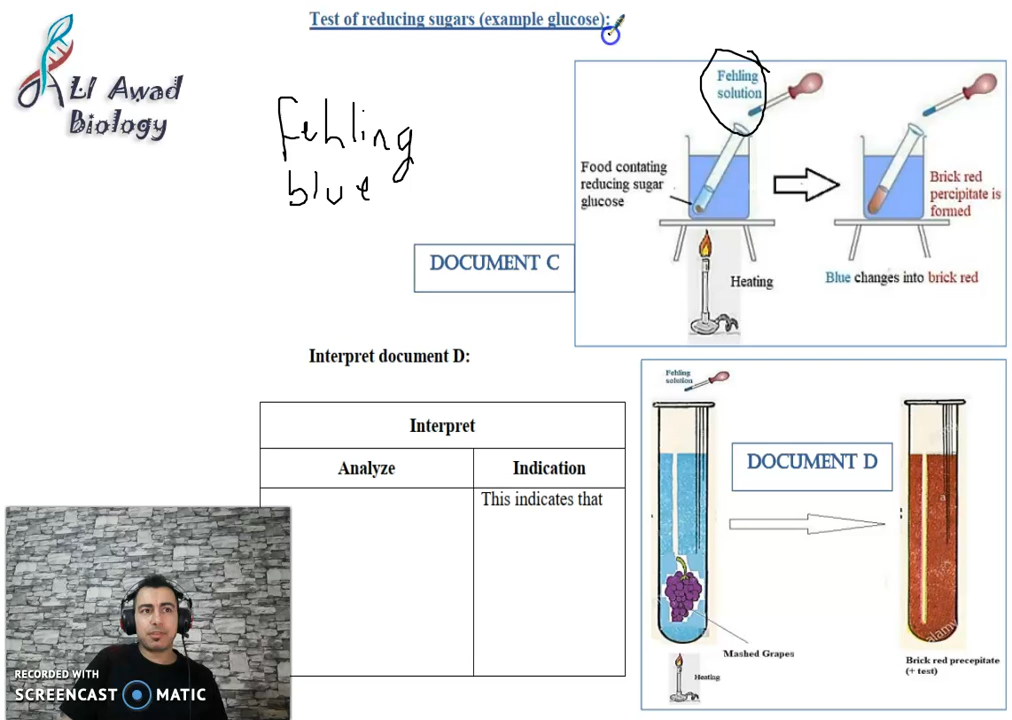 Test of reducing sugars (example glucose):
ALI Awad
Biology
Fehling
blue
Fehling
solution
Food contating
reducing sugar
glucose
Brick red
percipitate is
formed
Heating
Blue changes into brick red
DOCUMENT C
Interpret document D:
Interpret
Analyze
Indication
This indicates that
Fehling
solution
DOCUMENT D
Mashed Grapes
Heating
Brick red precepitate
(+ test)
a
alamy
RECORDED WITH
SCREENCAST MATIC